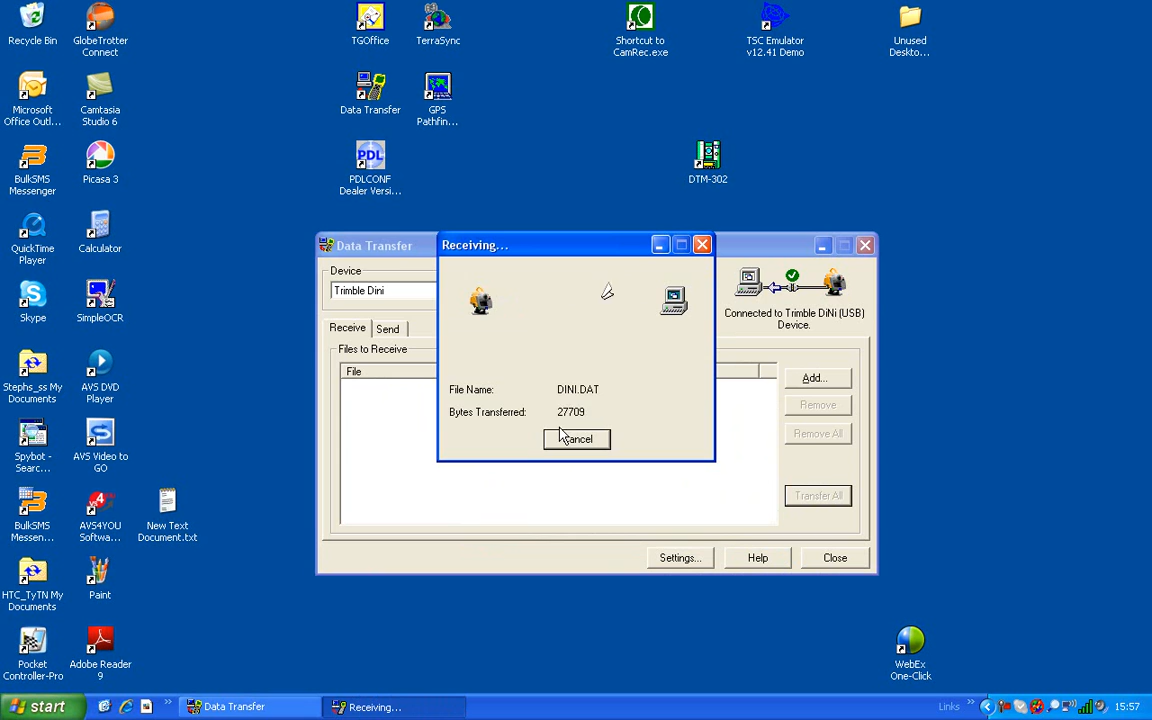 Recycle Bin
GlobeTrotter
Connect
TGOffice
TerraSync
Shortcut to
CamRec.exe
TSC Emulator
v12.41 Demo
Unused
Deskto...
Microsoft
Office Outl...
Camtasia
Studio 6
Data Transfer
GPS
Pathfin...
BulkSMS
Messenger
Picasa 3
PDL
PDLCONF
Dealer Versi...
DTM-302
QuickTime
Player
Calculator
Skype
SimpleOCR
Stephs_ss My
Documents
AVS DVD
Player
Spybot -
Searc...
AVS Video to
GO
BulkSMS
Messen...
AVS4YOU
Softwa...
New Text
Document.txt
HTC_TyTN My
Documents
Paint
Pocket
Controller-Pro
Adobe Reader
9
WebEx
One-Click
Data Transfer
Device
Trimble Dini
Connected to Trimble DiNi (USB)
Device.
Receive
Send
Files to Receive
File
Add...
Remove
Remove All
Transfer All
Settings...
Help
Close
Receiving...
File Name:
DINI.DAT
Bytes Transferred:
27709
Cancel
start
Data Transfer
Receiving...
Links
15:57